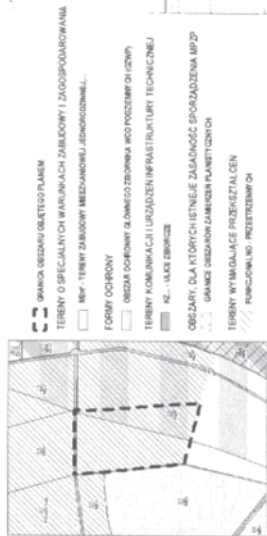 GRANICA OBSZARU OBJĘTEGO PLANEM
TERENY O SPECJALNYCH WARUNKACH ZABUDOWY I ZAGOSPODAROWANIA
TERENY ZABUDOWY MIESZKANIOWEJ JEDNORODZINNEJ...
FORMY OCHRONY
OBSZAR OCHRONNY GŁÓWNEGO ZBIORNIKA WÓD PODZIEMNYCH (GZWP)
TERENY KOMUNIKACJI I URZĄDZEŃ INFRASTRUKTURY TECHNICZNEJ
KZ... - ULICE ZBIORCZE
OBSZARY, DLA KTÓRYCH ISTNIEJE ZASADNOŚĆ SPORZĄDZENIA MPZP
GRANICE OBSZARÓW ZAMIERZEŃ PLANISTYCZNYCH
TERENY WYMAGAJĄCE PRZEKSZTAŁCEŃ
FUNKCJONALNO - PRZESTRZENNYCH